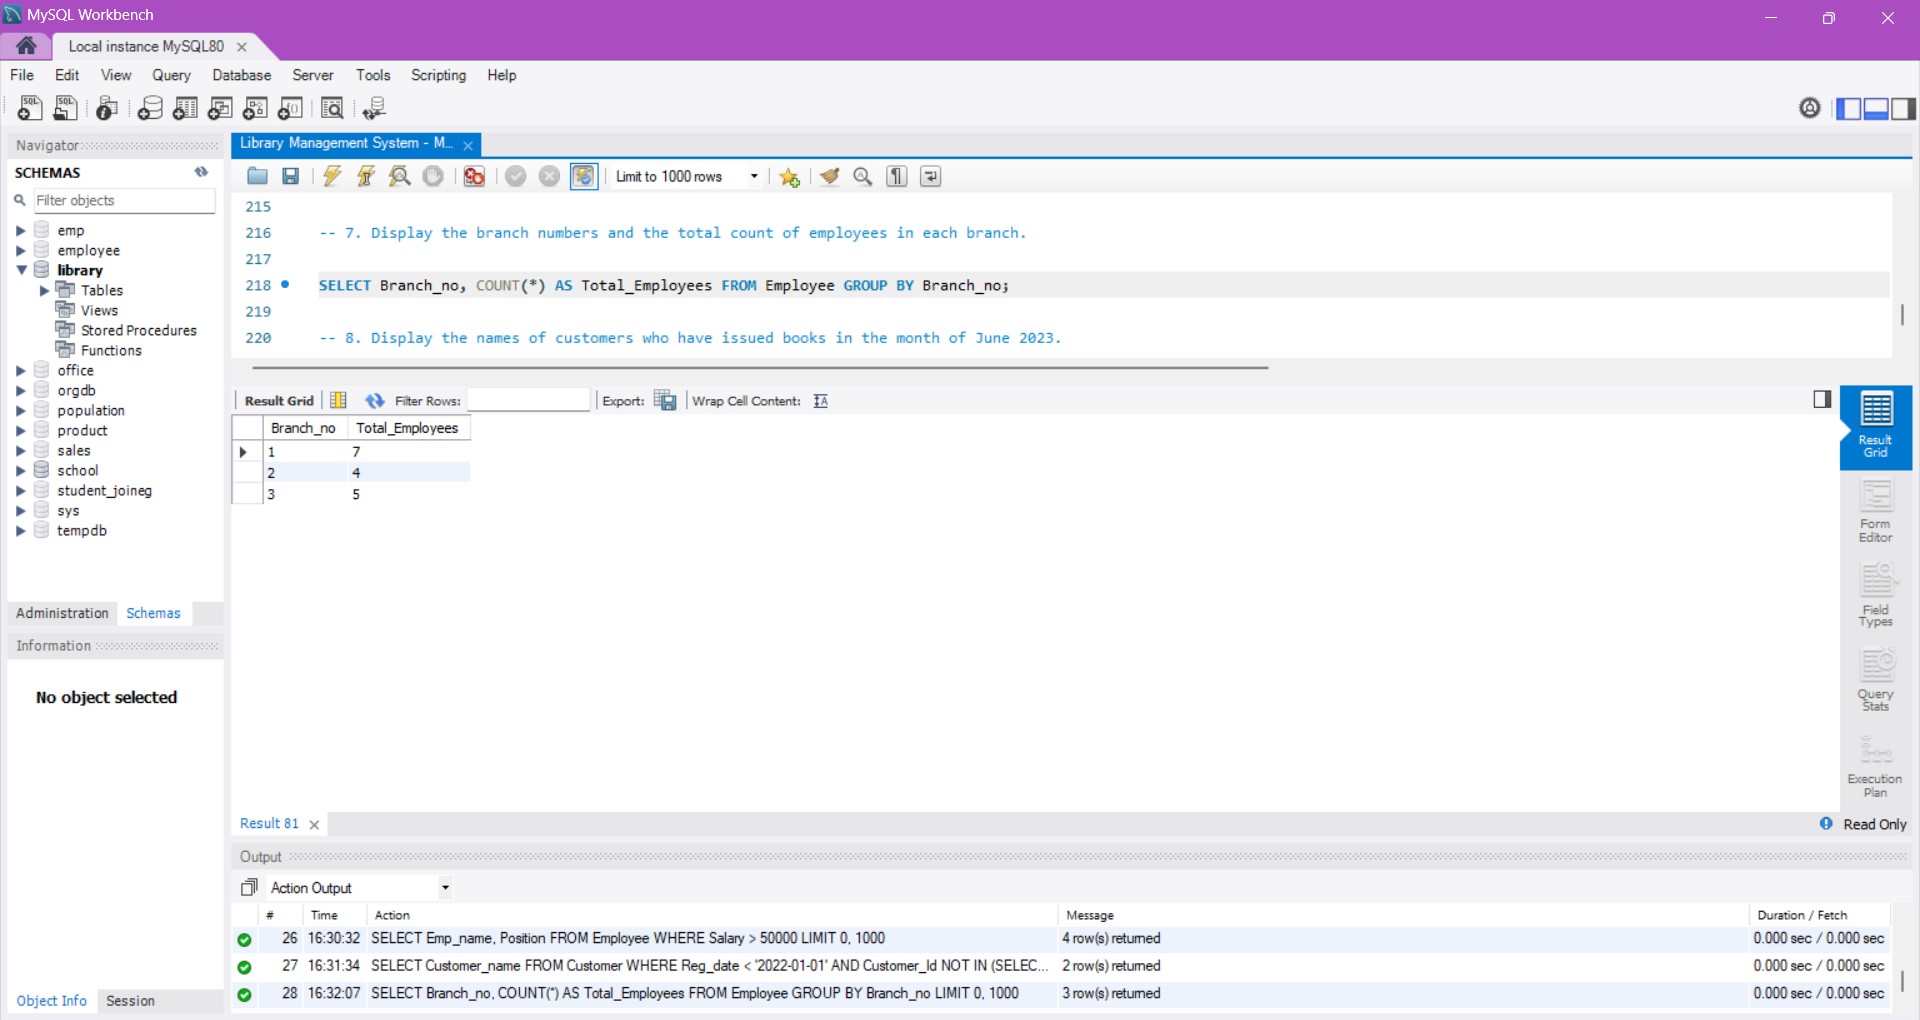 MySQL Workbench
Local instance MySQL80
File Edit View Query Database Server Tools Scripting Help
Navigator
SCHEMAS
Filter objects
emp
employee
library
Tables
Views
Stored Procedures
Functions
office
orgdb
population
product
sales
school
student_joineg
sys
tempdb
Administration Schemas
Information
No object selected
Object Info Session
Library Management System - M...
Limit to 1000 rows
215
216 -- 7. Display the branch numbers and the total count of employees in each branch.
217
218 SELECT Branch_no, COUNT(*) AS Total_Employees FROM Employee GROUP BY Branch_no;
219
220 -- 8. Display the names of customers who have issued books in the month of June 2023.
Result Grid Filter Rows: Export: Wrap Cell Content:
Branch_no Total_Employees
1 7
2 4
3 5
Result
Grid
Form
Editor
Field
Types
Query
Stats
Execution
Plan
Result 81
Read Only
Output
Action Output
# Time Action Message Duration / Fetch
26 16:30:32 SELECT Emp_name, Position FROM Employee WHERE Salary > 50000 LIMIT 0, 1000 4 row(s) returned 0.000 sec / 0.000 sec
27 16:31:34 SELECT Customer_name FROM Customer WHERE Reg_date < '2022-01-01' AND Customer_Id NOT IN (SELEC... 2 row(s) returned 0.000 sec / 0.000 sec
28 16:32:07 SELECT Branch_no, COUNT(*) AS Total_Employees FROM Employee GROUP BY Branch_no LIMIT 0, 1000 3 row(s) returned 0.000 sec / 0.000 sec